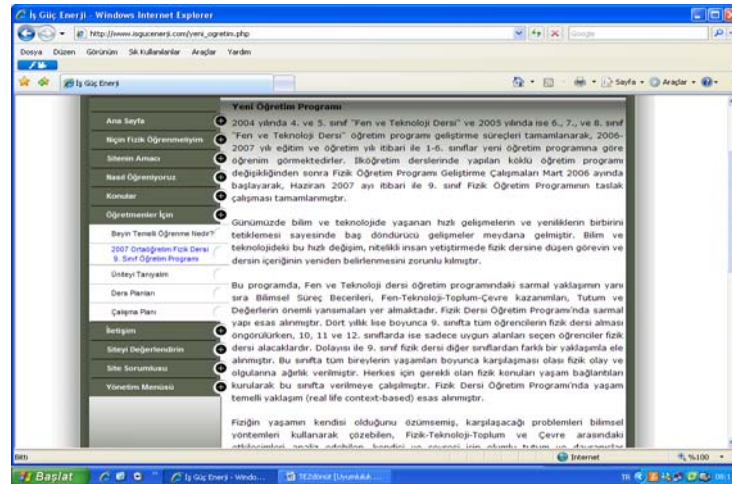 İş Güç Enerji - Windows Internet Explorer
http://www.isgucenerji.com/yeni_ogretim.php
Google
Dosya Düzen Görünüm Sık Kullanılanlar Araçlar Yardım
İş Güç Enerji
Sayfa Araçlar
Ana Sayfa
Niçin Fizik Öğrenmeliyim
Sitenin Amacı
Nasıl Öğreniyoruz
Konular
Öğretmenler İçin
Beyin Temelli Öğrenme Nedir?
2007 Ortaöğretim Fizik Dersi
9. Sınıf Öğretim Programı
Üniteyi Tanıyalım
Ders Planları
Çalışma Planı
İletişim
Siteyi Değerlendirin
Site Sorumlusu
Yönetim Menüsü
Yeni Öğretim Programı
2004 yılında 4. ve 5. sınıf "Fen ve Teknoloji Dersi" ve 2005 yılında ise 6., 7., ve 8. sınıf
"Fen ve Teknoloji Dersi" öğretim programı geliştirme süreçleri tamamlanarak, 2006-
2007 yılı eğitim ve öğretim yılı itibari ile 1-6. sınıflar yeni öğretim programına göre
öğrenim görmektedirler. İlköğretim derslerinde yapılan köklü öğretim programı
değişikliğinden sonra Fizik Öğretim Programı Geliştirme Çalışmaları Mart 2006 ayında
başlayarak, Haziran 2007 ayı itibari ile 9. sınıf Fizik Öğretim Programının taslak
çalışması tamamlanmıştır.
Günümüzde bilim ve teknolojide yaşanan hızlı gelişmelerin ve yeniliklerin birbirini
tetiklemesi sayesinde baş döndürücü gelişmeler meydana gelmiştir. Bilim ve
teknolojideki bu hızlı değişim, nitelikli insan yetiştirmede fizik dersine düşen görevin ve
dersin içeriğinin yeniden belirlenmesini zorunlu kılmıştır.
Bu programda, Fen ve Teknoloji dersi öğretim programındaki sarmal yaklaşımın yanı
sıra Bilimsel Süreç Becerileri, Fen-Teknoloji-Toplum-Çevre kazanımları, Tutum ve
Değerlerin önemli yansımaları yer almaktadır. Fizik Dersi Öğretim Programı'nda sarmal
yapı esas alınmıştır. Dört yıllık lise boyunca 9. sınıfta tüm öğrencilerin fizik dersi alması
öngörülürken, 10, 11 ve 12. sınıflarda ise sadece uygun alanları seçen öğrenciler fizik
dersi alacaklardır. Dolayısı ile 9. sınıf fizik dersi diğer sınıflardan farklı bir yaklaşımla ele
alınmıştır. Bu sınıfta tüm bireylerin yaşamları boyunca karşılaşması olası fizik olay ve
olgularına ağırlık verilmiştir. Herkes için gerekli olan fizik konuları yaşam bağlantıları
kurularak bu sınıfta verilmeye çalışılmıştır. Fizik Dersi Öğretim Programı'nda yaşam
temelli yaklaşım (real life context-based) esas alınmıştır.
Fiziğin yaşamın kendisi olduğunu özümsemiş, karşılaşacağı problemleri bilimsel
yöntemleri kullanarak çözebilen, Fizik-Teknoloji-Toplum ve Çevre arasındaki
etkileşimleri analiz edebilen, kendisi ve çevresi için olumlu tutum ve davranışlar
Bitti
Internet
%100
Başlat
İş Güç Enerji - Windo...
TEZdönüt [Uyumluluk ...
TR